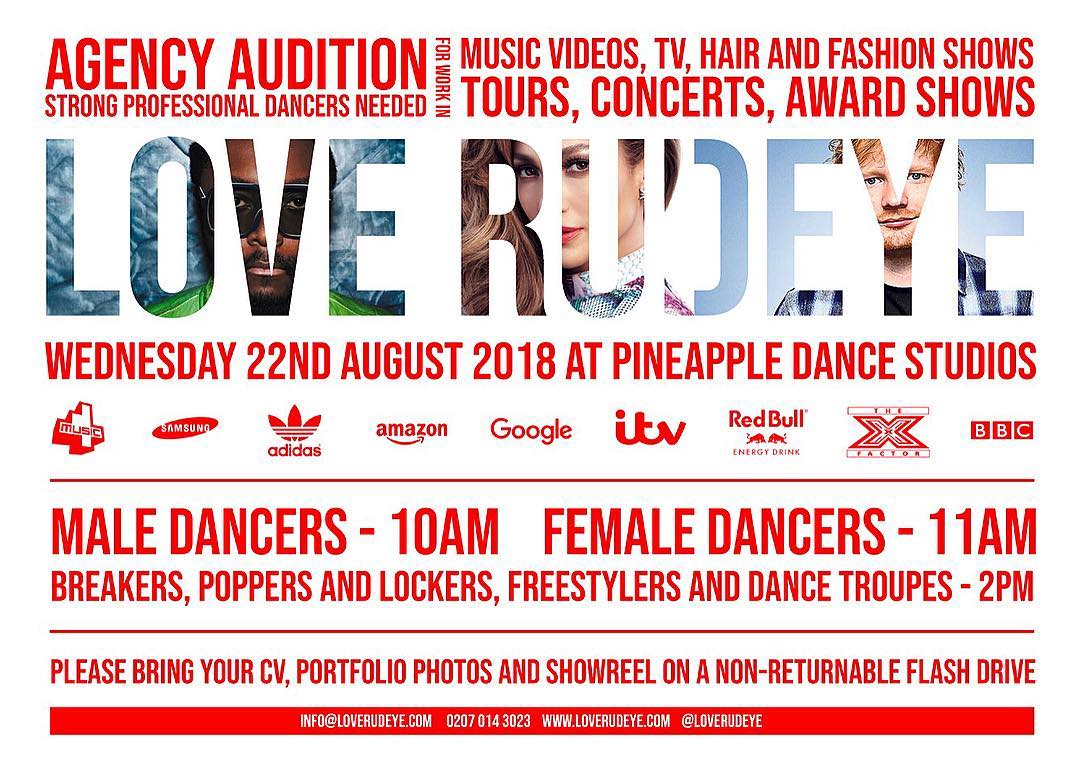 AGENCY AUDITION
STRONG PROFESSIONAL DANCERS NEEDED
FOR WORK IN
MUSIC VIDEOS, TV, HAIR AND FASHION SHOWS
TOURS, CONCERTS, AWARD SHOWS
LOVE RUDEYE
WEDNESDAY 22ND AUGUST 2018 AT PINEAPPLE DANCE STUDIOS
4 MUSIC
SAMSUNG
adidas
amazon
Google
itv
Red Bull
ENERGY DRINK
THE
X
FACTOR
BBC
MALE DANCERS - 10AM FEMALE DANCERS - 11AM
BREAKERS, POPPERS AND LOCKERS, FREESTYLERS AND DANCE TROUPES - 2PM
PLEASE BRING YOUR CV, PORTFOLIO PHOTOS AND SHOWREEL ON A NON-RETURNABLE FLASH DRIVE
INFO@LOVERUDEYE.COM 0207 014 3023 WWW.LOVERUDEYE.COM @LOVERUDEYE